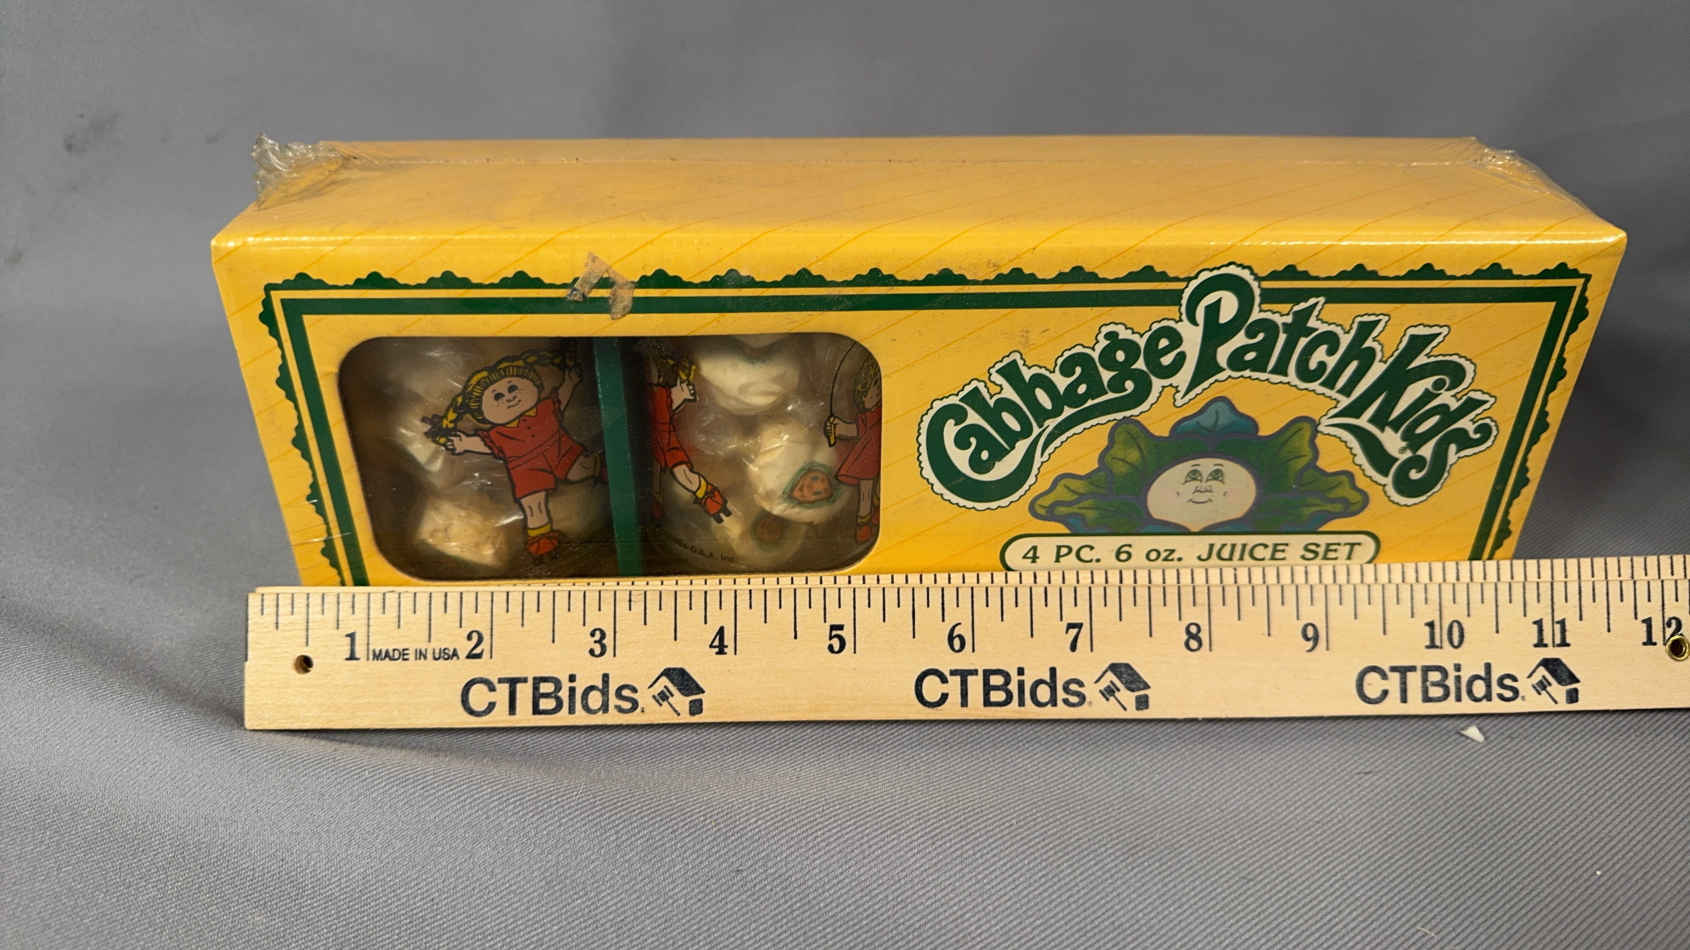 Cabbage Patch Kids
4 PC. 6 oz. JUICE SET
1 2 3 4 5 6 7 8 9 10 11 12
MADE IN USA
CTBids. CTBids. CTBids.